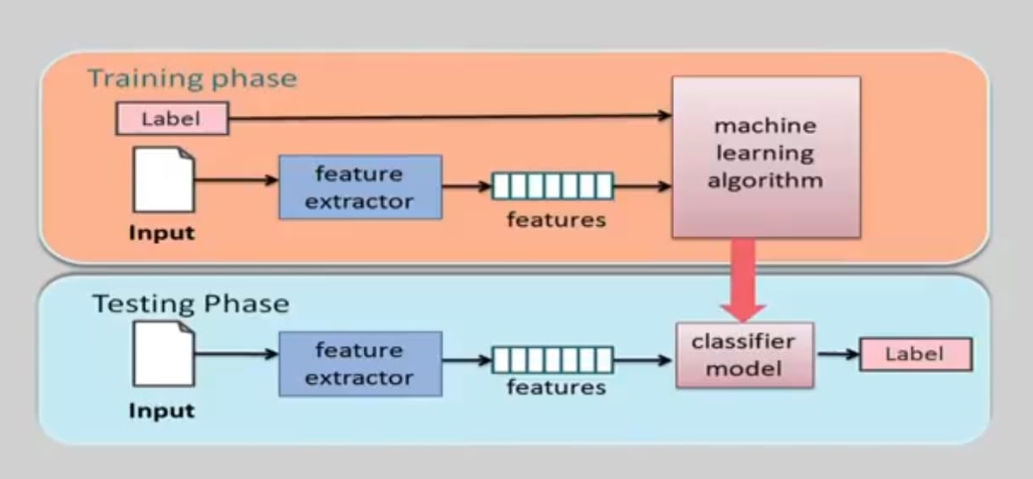 Training phase
Label
machine
learning
algorithm
feature
extractor
features
Input
Testing Phase
feature
extractor
features
classifier
model
Label
Input